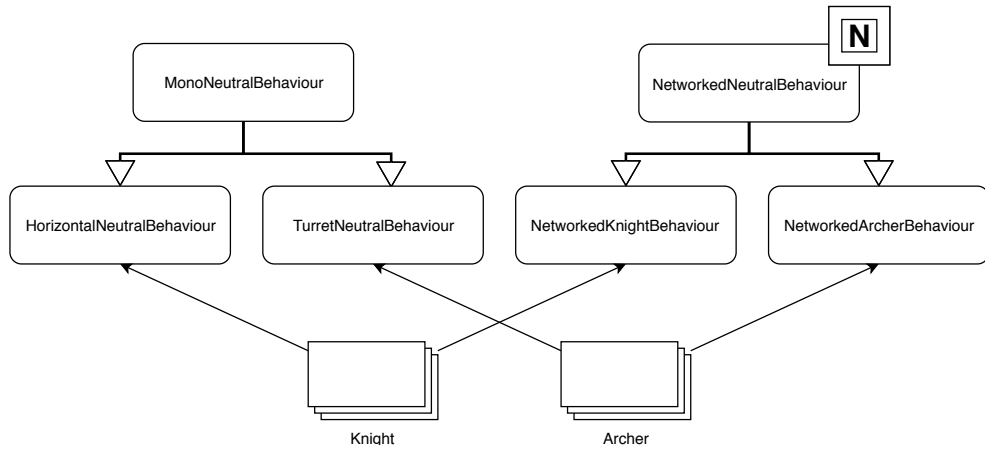 N
MonoNeutralBehaviour
NetworkedNeutralBehaviour
HorizontalNeutralBehaviour
TurretNeutralBehaviour
NetworkedKnightBehaviour
NetworkedArcherBehaviour
Knight
Archer